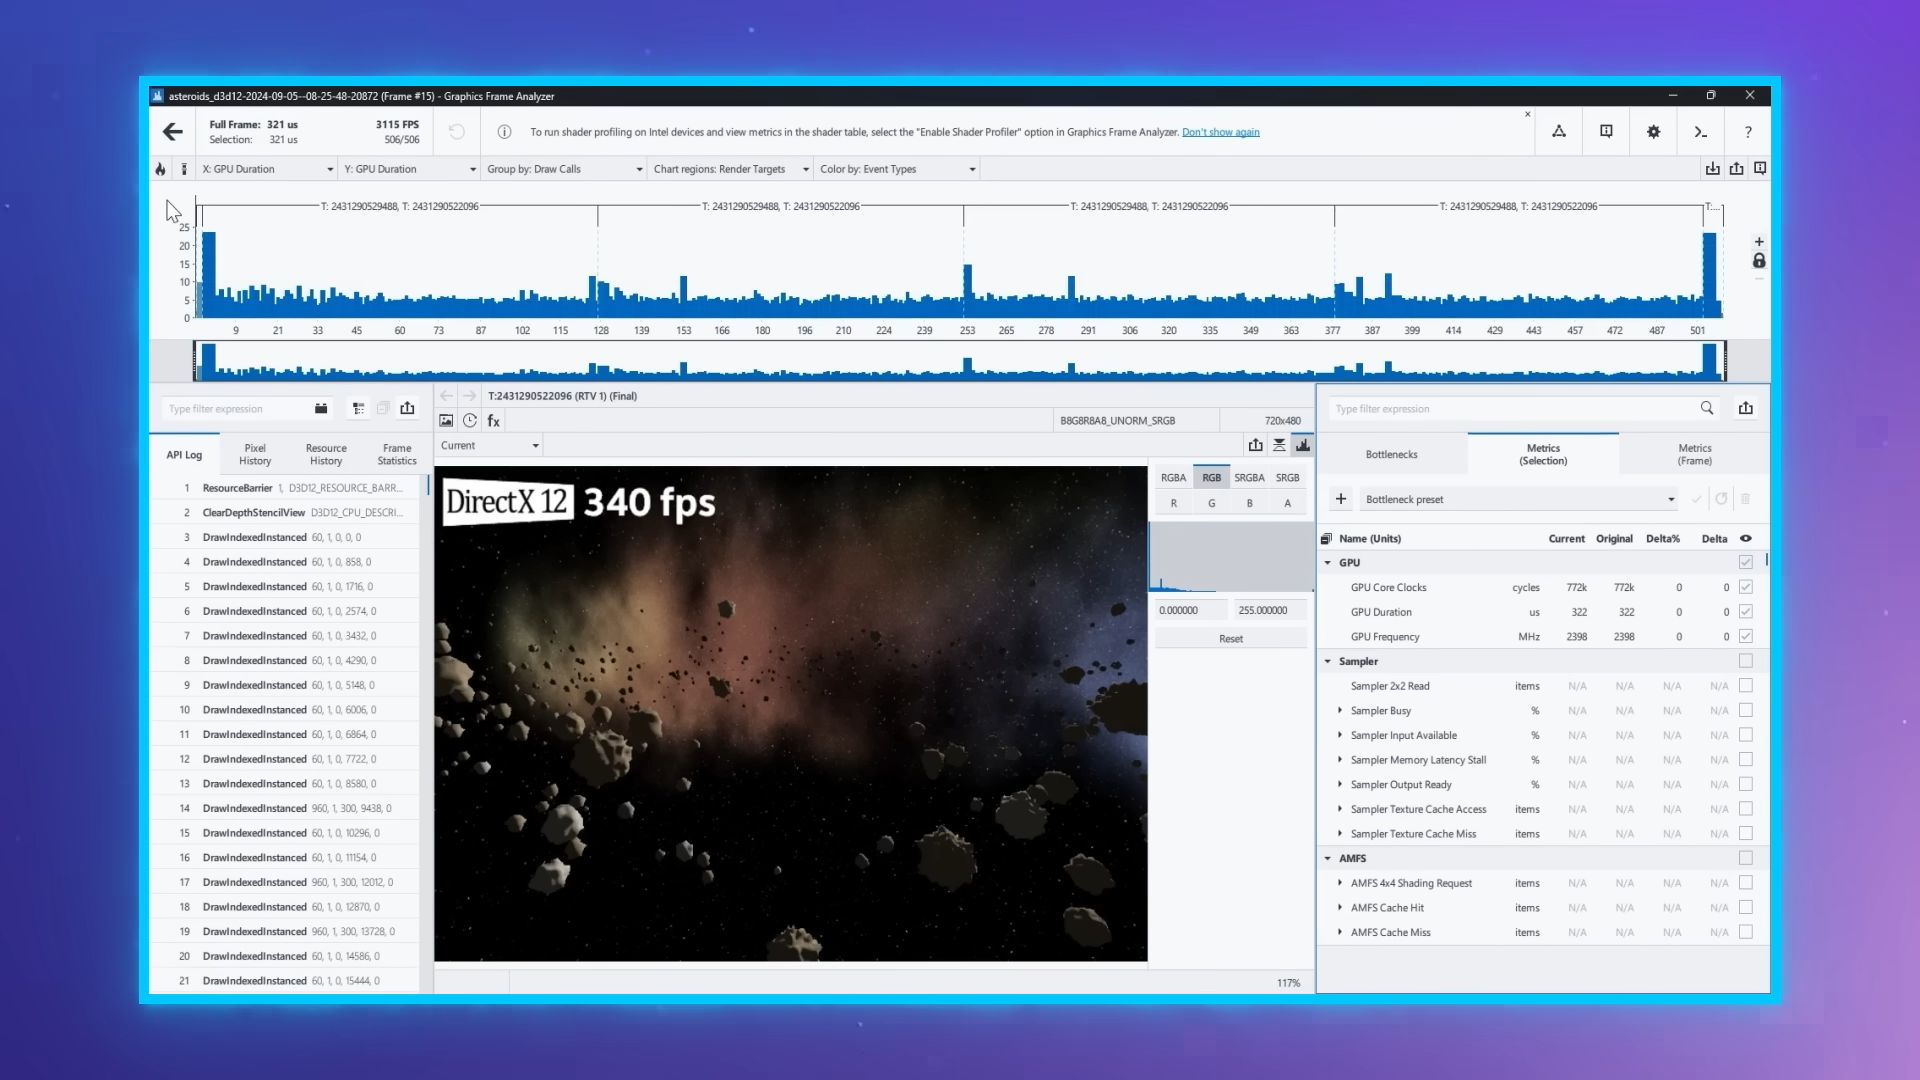 asteroids_d3d12-2024-09-05--08-25-48-20872 (Frame #15) - Graphics Frame Analyzer
Full Frame: 321 us 3115 FPS
Selection: 321 us 506/506
To run shader profiling on Intel devices and view metrics in the shader table, select the "Enable Shader Profiler" option in Graphics Frame Analyzer. Don't show again
X: GPU Duration Y: GPU Duration Group by: Draw Calls Chart regions: Render Targets Color by: Event Types
T: 2431290529488, T: 2431290522096 T: 2431290529488, T: 2431290522096 T: 2431290529488, T: 2431290522096 T: 2431290529488, T: 2431290522096 T:...
25
20
15
10
5
0
9 21 33 45 60 73 87 102 115 128 139 153 166 180 196 210 224 239 253 265 278 291 306 320 335 349 363 377 387 399 414 429 443 457 472 487 501
Type filter expression
API Log Pixel History Resource History Frame Statistics
1 ResourceBarrier 1, D3D12_RESOURCE_BARR...
2 ClearDepthStencilView D3D12_CPU_DESCRI...
3 DrawIndexedInstanced 60, 1, 0, 0, 0
4 DrawIndexedInstanced 60, 1, 0, 858, 0
5 DrawIndexedInstanced 60, 1, 0, 1716, 0
6 DrawIndexedInstanced 60, 1, 0, 2574, 0
7 DrawIndexedInstanced 60, 1, 0, 3432, 0
8 DrawIndexedInstanced 60, 1, 0, 4290, 0
9 DrawIndexedInstanced 60, 1, 0, 5148, 0
10 DrawIndexedInstanced 60, 1, 0, 6006, 0
11 DrawIndexedInstanced 60, 1, 0, 6864, 0
12 DrawIndexedInstanced 60, 1, 0, 7722, 0
13 DrawIndexedInstanced 60, 1, 0, 8580, 0
14 DrawIndexedInstanced 960, 1, 300, 9438, 0
15 DrawIndexedInstanced 60, 1, 0, 10296, 0
16 DrawIndexedInstanced 60, 1, 0, 11154, 0
17 DrawIndexedInstanced 960, 1, 300, 12012, 0
18 DrawIndexedInstanced 60, 1, 0, 12870, 0
19 DrawIndexedInstanced 960, 1, 300, 13728, 0
20 DrawIndexedInstanced 60, 1, 0, 14586, 0
21 DrawIndexedInstanced 60, 1, 0, 15444, 0
T:2431290522096 (RTV 1) (Final)
fx B8G8R8A8_UNORM_SRGB 720x480
Current
DirectX 12 340 fps
RGBA RGB SRGBA SRGB
R G B A
0.000000 255.000000
Reset
117%
Type filter expression
Bottlenecks Metrics (Selection) Metrics (Frame)
Bottleneck preset
Name (Units) Current Original Delta% Delta
GPU
GPU Core Clocks cycles 772k 772k 0 0
GPU Duration us 322 322 0 0
GPU Frequency MHz 2398 2398 0 0
Sampler
Sampler 2x2 Read items N/A N/A N/A N/A
Sampler Busy % N/A N/A N/A N/A
Sampler Input Available % N/A N/A N/A N/A
Sampler Memory Latency Stall % N/A N/A N/A N/A
Sampler Output Ready % N/A N/A N/A N/A
Sampler Texture Cache Access items N/A N/A N/A N/A
Sampler Texture Cache Miss items N/A N/A N/A N/A
AMFS
AMFS 4x4 Shading Request items N/A N/A N/A N/A
AMFS Cache Hit items N/A N/A N/A N/A
AMFS Cache Miss items N/A N/A N/A N/A